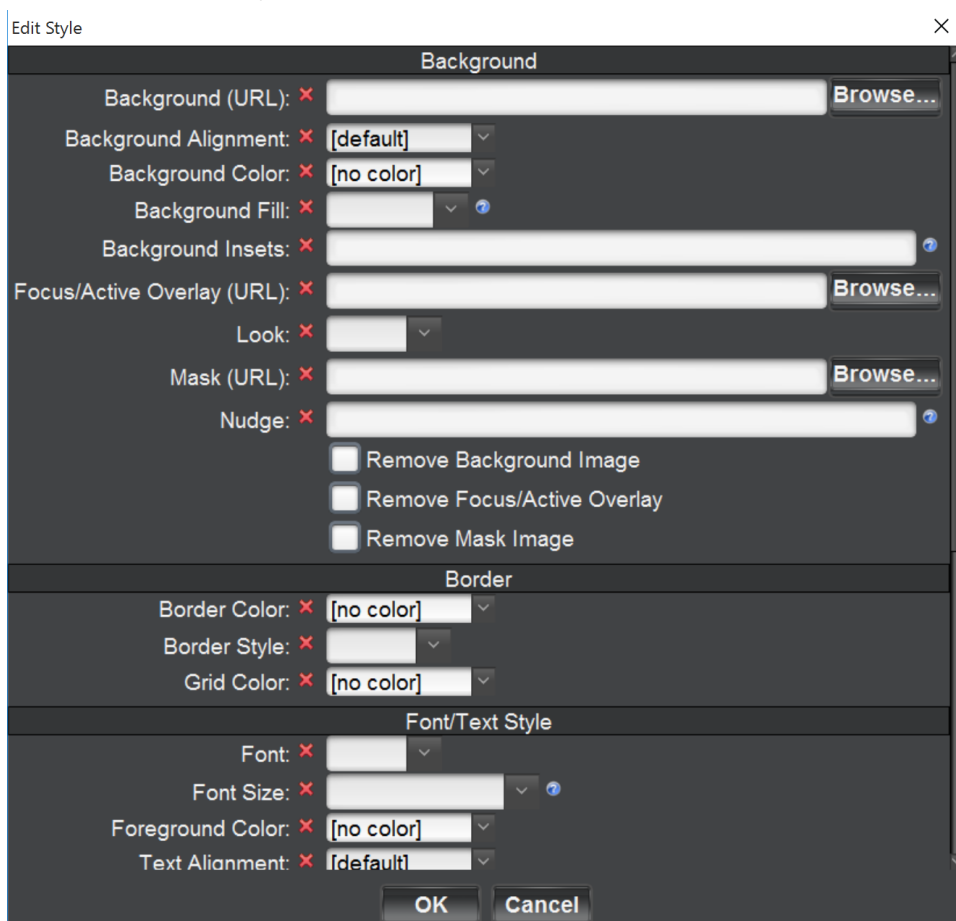 Edit Style
Background
Background (URL): Browse...
Background Alignment: [default]
Background Color: [no color]
Background Fill:
Background Insets:
Focus/Active Overlay (URL): Browse...
Look:
Mask (URL): Browse...
Nudge:
Remove Background Image
Remove Focus/Active Overlay
Remove Mask Image
Border
Border Color: [no color]
Border Style:
Grid Color: [no color]
Font/Text Style
Font:
Font Size:
Foreground Color: [no color]
Text Alignment: [default]
OK Cancel